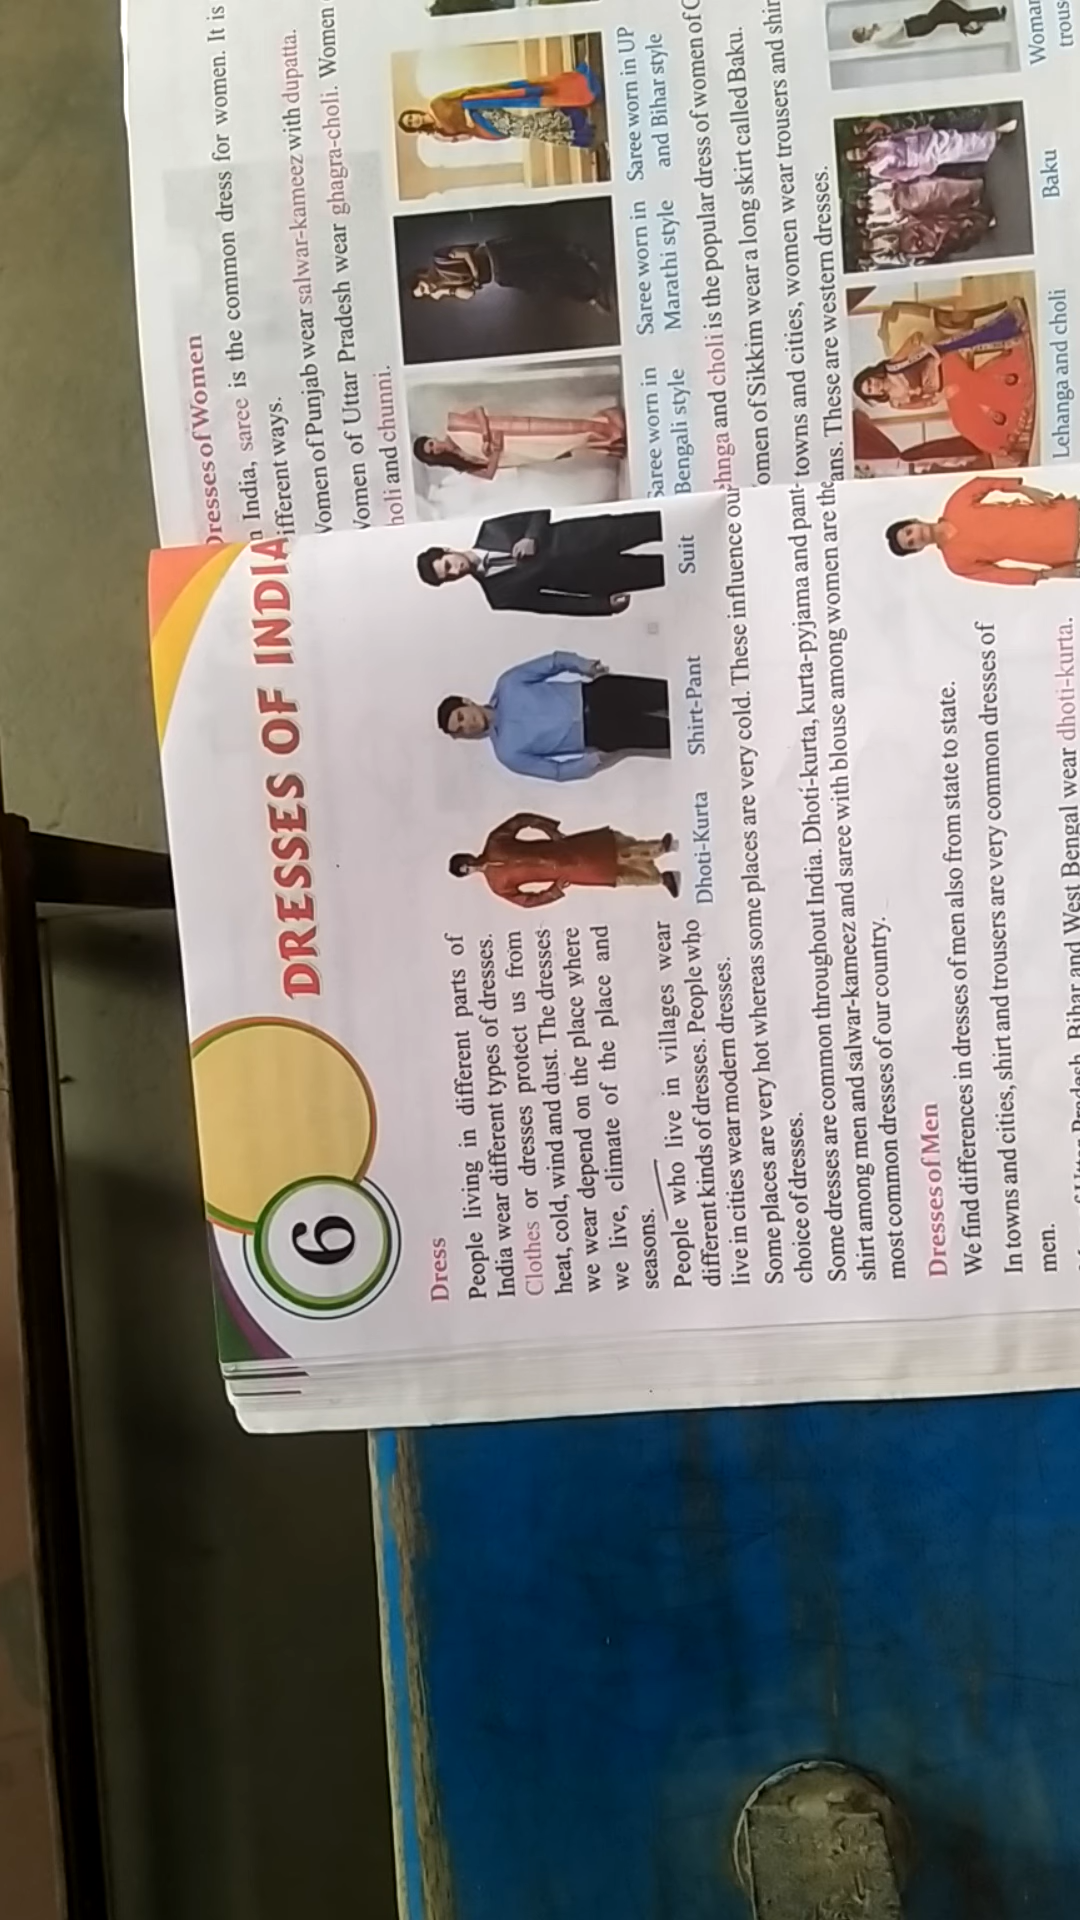 6
DRESSES OF INDIA
Dress
People living in different parts of
India wear different types of dresses.
Clothes or dresses protect us from
heat, cold, wind and dust. The dresses
we wear depend on the place where
we live, climate of the place and
seasons.
People who live in villages wear
different kinds of dresses. People who
live in cities wear modern dresses.
Dhoti-Kurta Shirt-Pant Suit
Some places are very hot whereas some places are very cold. These influence our
choice of dresses.
Some dresses are common throughout India. Dhoti-kurta, kurta-pyjama and pant-
shirt among men and salwar-kameez and saree with blouse among women are the
most common dresses of our country.
Dresses of Men
We find differences in dresses of men also from state to state.
In towns and cities, shirt and trousers are very common dresses of
men.
Pradesh, Bihar and West Bengal wear dhoti-kurta.
Dresses of Women
India, saree is the common dress for women. It is
ifferent ways.
Women of Punjab wear salwar-kameez with dupatta.
Women of Uttar Pradesh wear ghagra-choli. Women
holi and chunni.
Saree worn in Saree worn in Saree worn in UP
Bengali style Marathi style and Bihar style
hnga and choli is the popular dress of women of
omen of Sikkim wear a long skirt called Baku.
towns and cities, women wear trousers and shir
ans. These are western dresses.
Lehanga and choli Baku Woman
trous